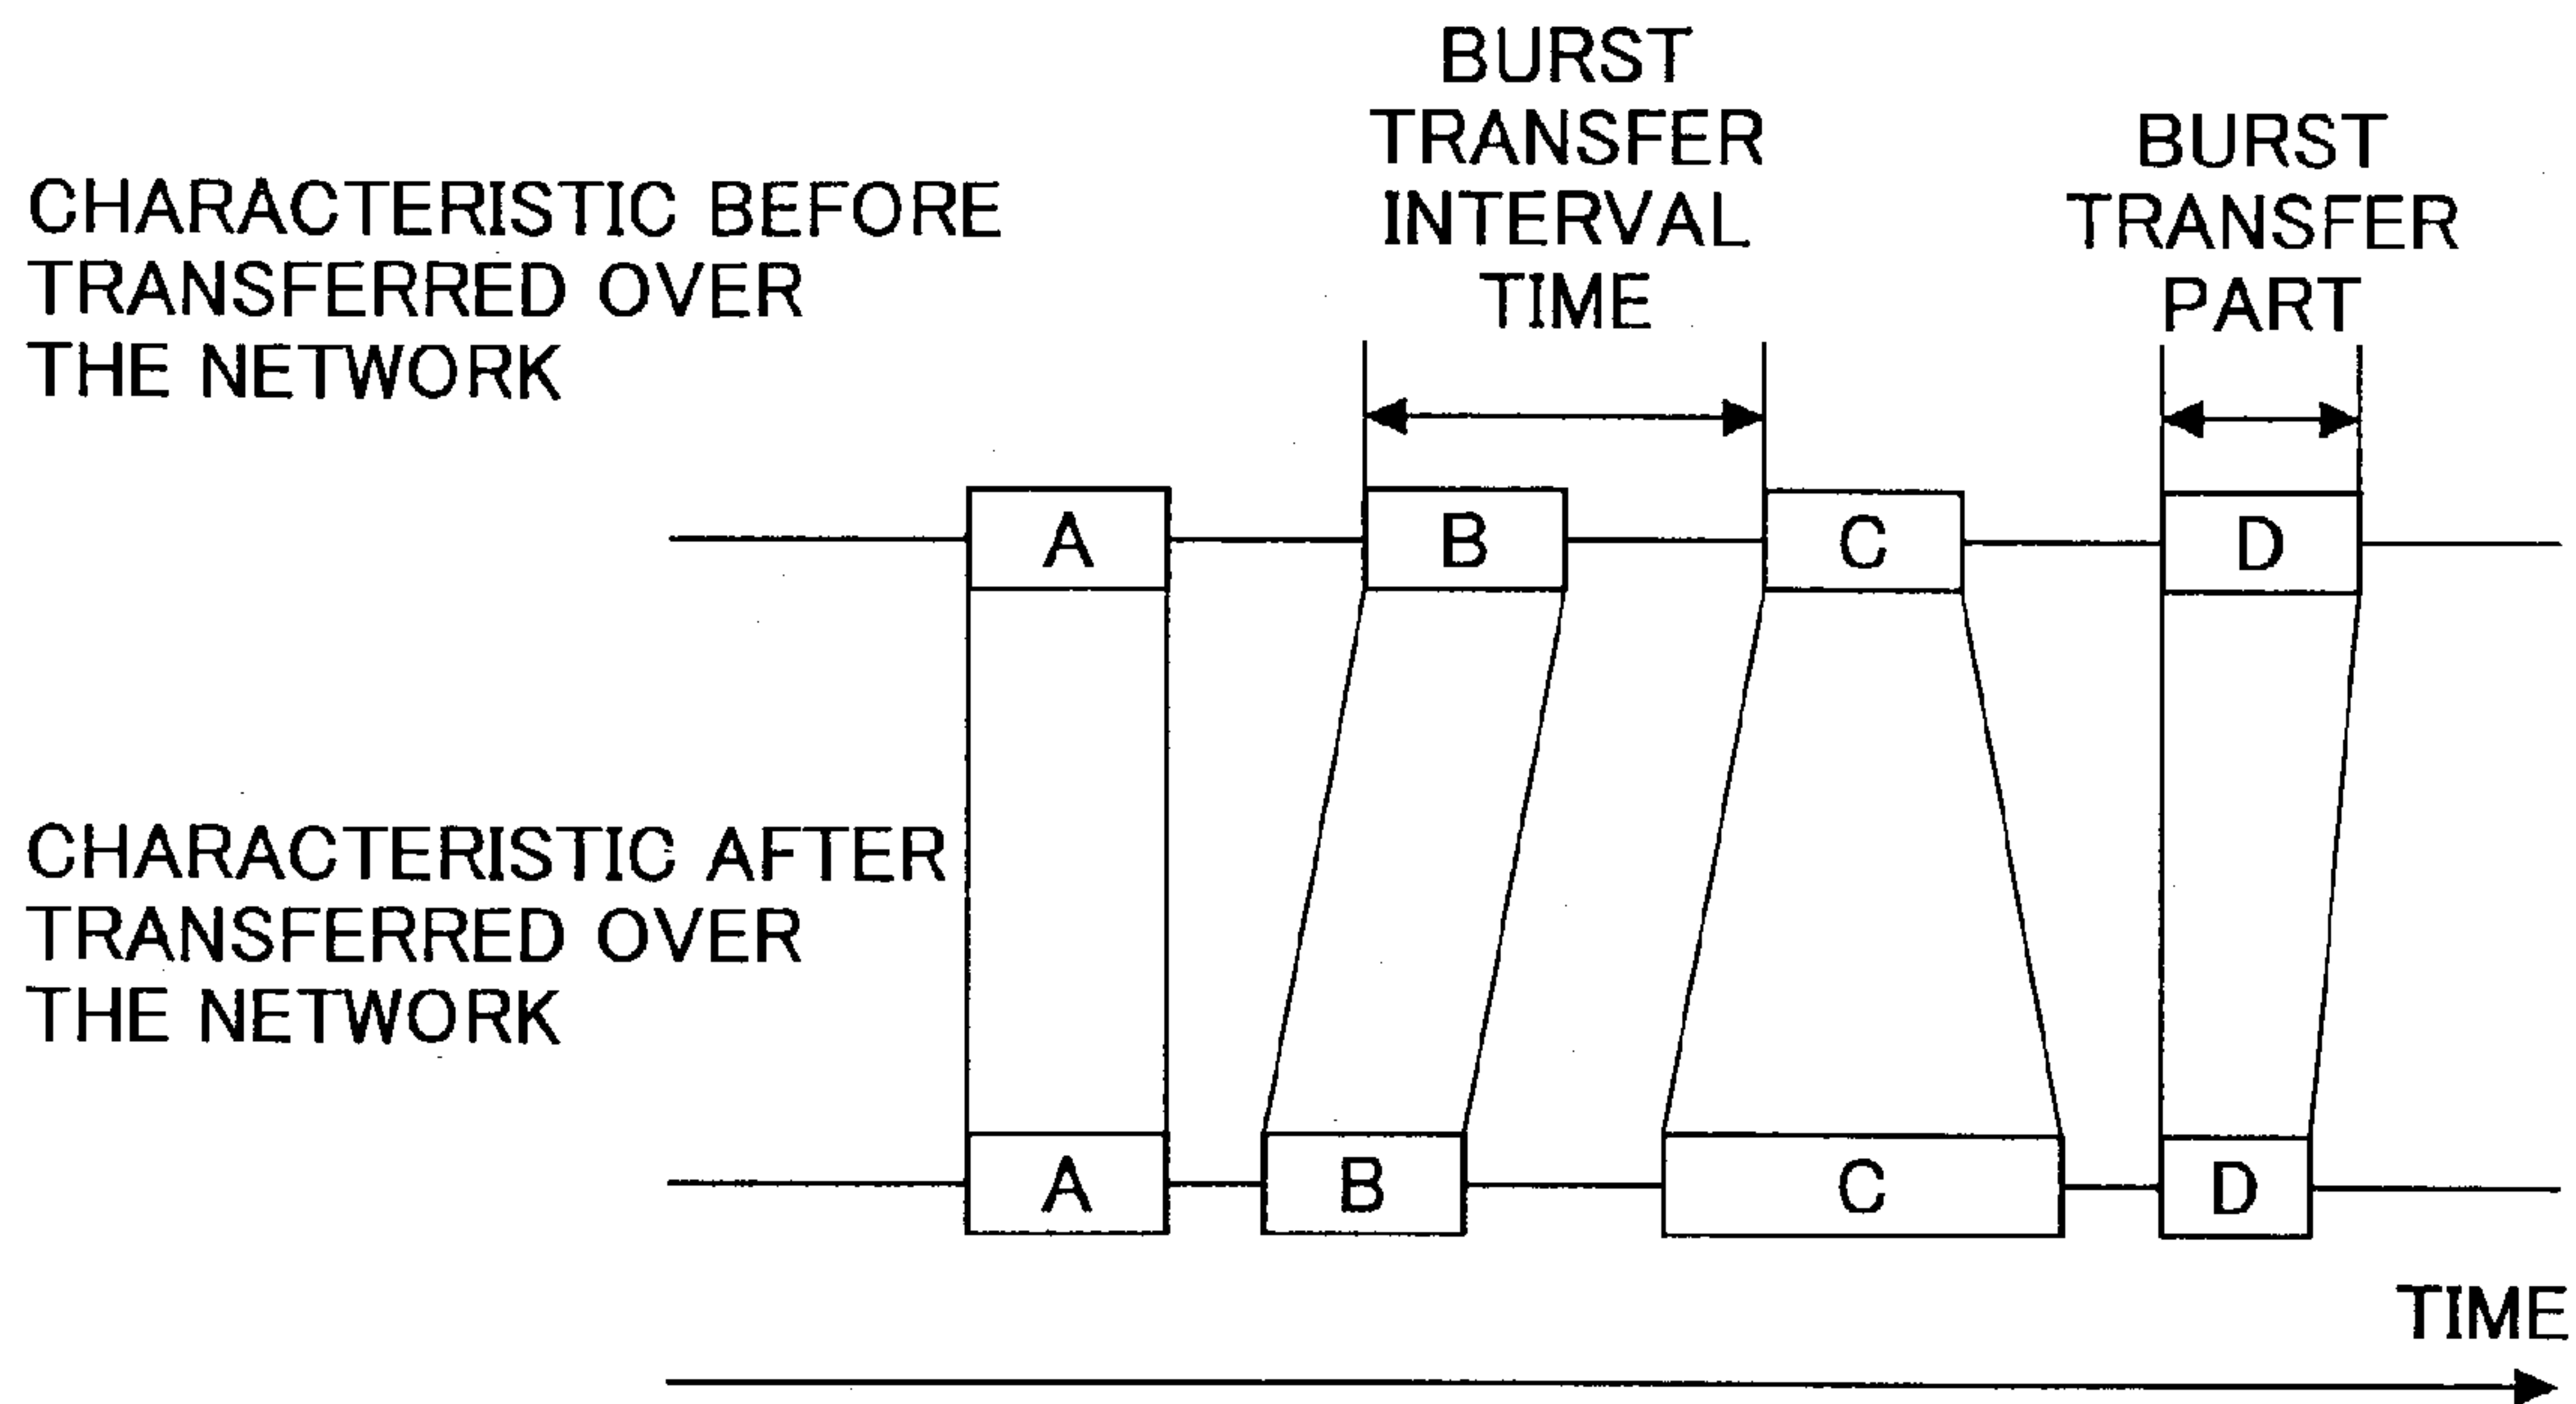 BURST
TRANSFER
INTERVAL
TIME
BURST
TRANSFER
PART
CHARACTERISTIC BEFORE
TRANSFERRED OVER
THE NETWORK
A
B
C
D
CHARACTERISTIC AFTER
TRANSFERRED OVER
THE NETWORK
A
B
C
D
TIME